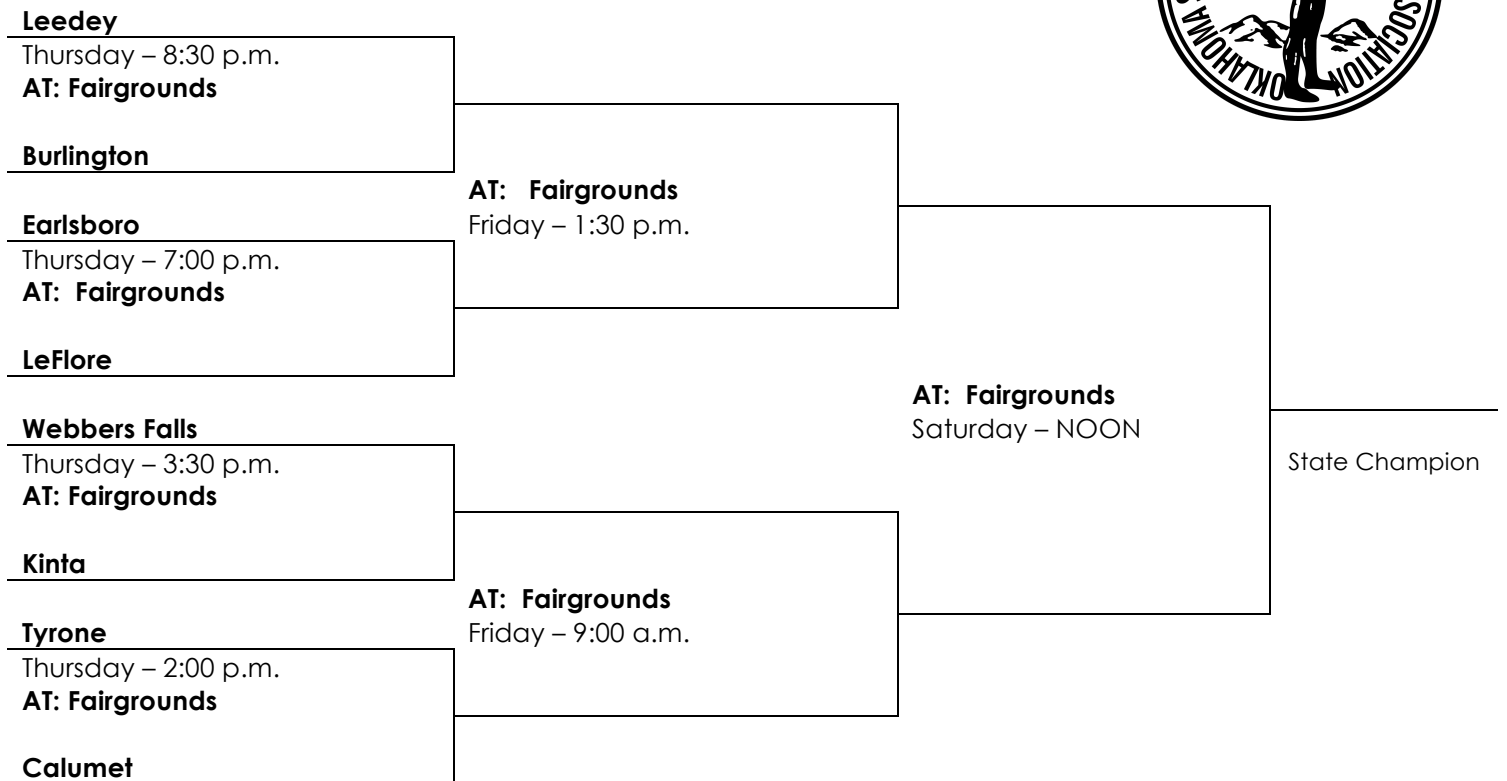 Leedey
Thursday – 8:30 p.m.
AT: Fairgrounds
Burlington
AT: Fairgrounds
Friday – 1:30 p.m.
Earlsboro
Thursday – 7:00 p.m.
AT: Fairgrounds
LeFlore
Webbers Falls
Thursday – 3:30 p.m.
AT: Fairgrounds
Kinta
AT: Fairgrounds
Friday – 9:00 a.m.
Tyrone
Thursday – 2:00 p.m.
AT: Fairgrounds
Calumet
AT: Fairgrounds
Saturday – NOON
State Champion
OKLAHOMA